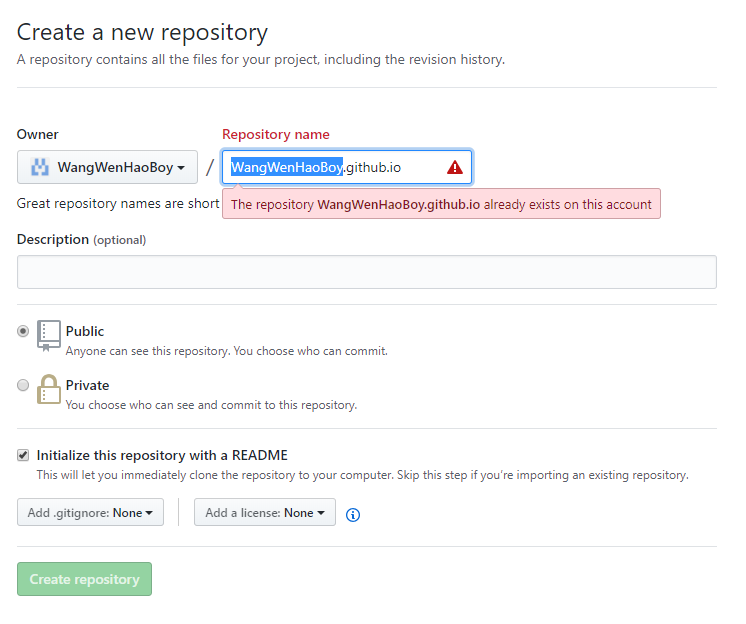 Create a new repository
A repository contains all the files for your project, including the revision history.
Owner
Repository name
WangWenHaoBoy / WangWenHaoBoy.github.io
Great repository names are short
The repository WangWenHaoBoy.github.io already exists on this account
Description (optional)
Public
Anyone can see this repository. You choose who can commit.
Private
You choose who can see and commit to this repository.
Initialize this repository with a README
This will let you immediately clone the repository to your computer. Skip this step if you're importing an existing repository.
Add .gitignore: None
Add a license: None
Create repository